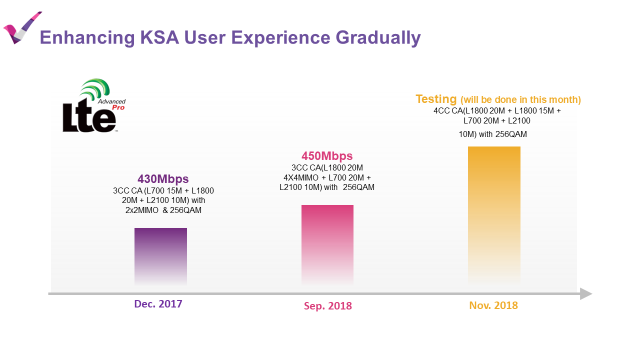 Enhancing KSA User Experience Gradually
Advanced
Pro
Lte
Testing (will be done in this month)
4CC CA(L1800 20M + L1800 15M +
L700 20M + L2100
10M) with 256QAM
450Mbps
3CC CA(L1800 20M
4X4MIMO + L700 20M +
L2100 10M) with 256QAM
430Mbps
3CC CA (L700 15M + L1800
20M + L2100 10M) with
2x2MIMO & 256QAM
Dec. 2017
Sep. 2018
Nov. 2018